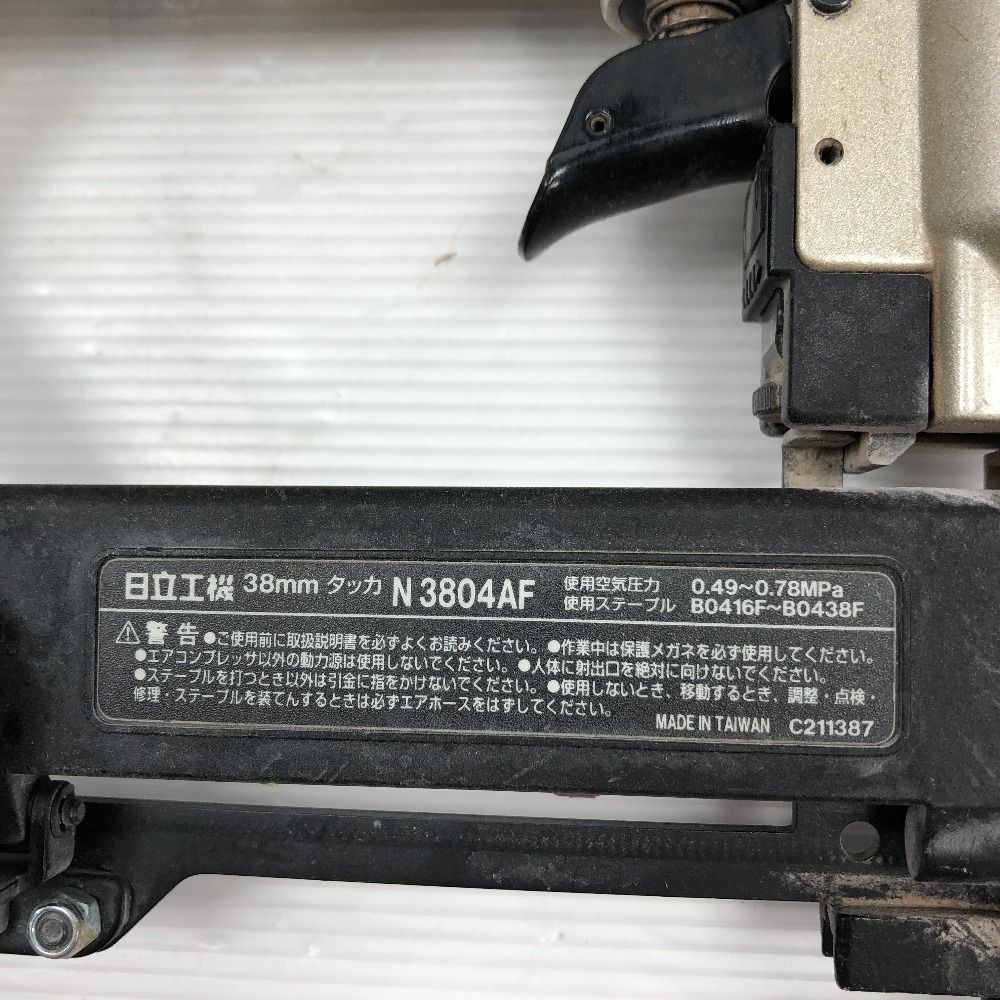 日立工機 38mm タッカ N 3804AF 使用空気圧力 0.49~0.78MPa
使用ステープル B0416F~B0438F
⚠警告 ●ご使用前に取扱説明書を必ずよくお読みください。 ●作業中は保護メガネを必ず使用してください。
●エアコンプレッサ以外の動力源は使用しないでください。 ●人体に射出口を絶対に向けないでください。
●ステープルを打つとき以外は引金に指をかけないでください。 ●使用しないとき、移動するとき、調整・点検・
修理・ステープルを装てんするときは必ずエアホースをはずしてください。
MADE IN TAIWAN C211387